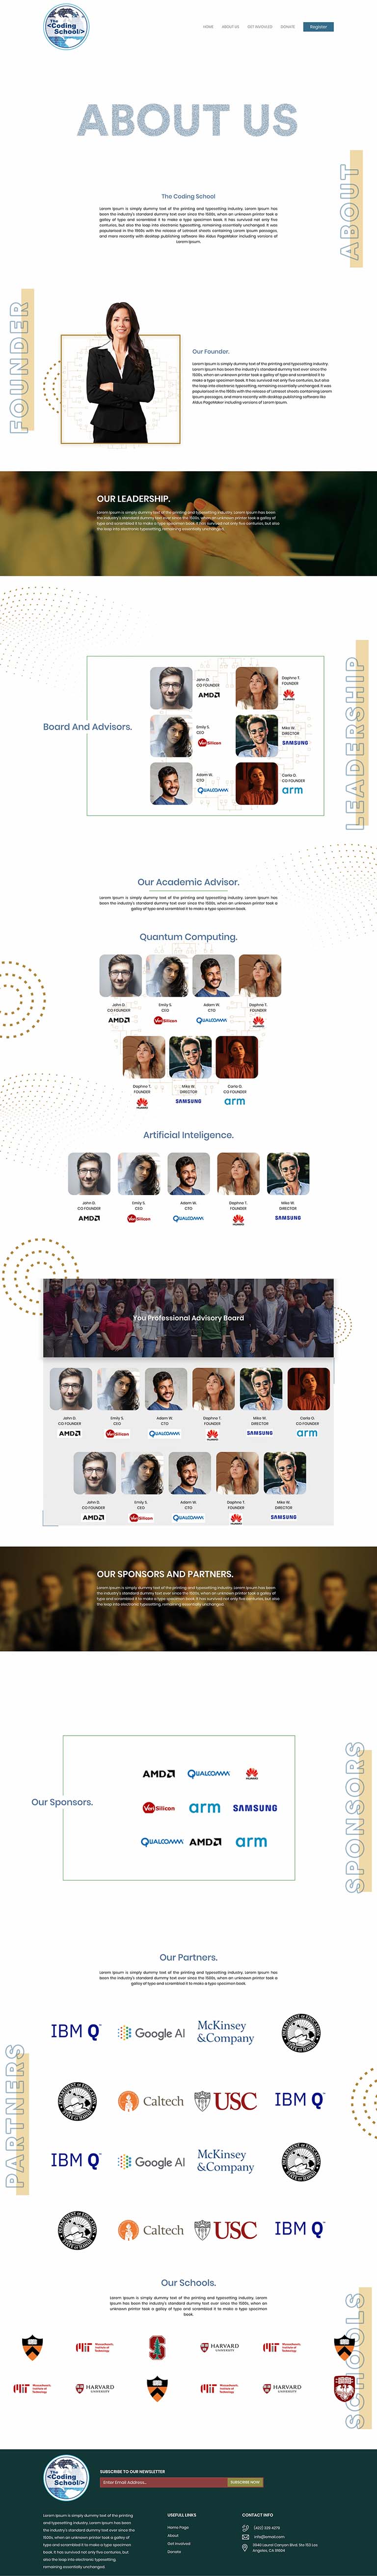 The
<Coding
School/>
HOME ABOUT US GET INVOLVED DONATE Register
ABOUT US
ABOUT
The Coding School
Lorem Ipsum is simply dummy text of the printing and typesetting industry. Lorem Ipsum has
been the industry's standard dummy text ever since the 1500s, when an unknown printer took a
galley of type and scrambled it to make a type specimen book. It has survived not only five
centuries, but also the leap into electronic typesetting, remaining essentially unchanged. It was
popularised in the 1960s with the release of Letraset sheets containing Lorem Ipsum passages,
and more recently with desktop publishing software like Aldus PageMaker including versions of
Lorem Ipsum.
FOUNDER
Our Founder.
Lorem Ipsum is simply dummy text of the printing and typesetting industry.
Lorem Ipsum has been the industry's standard dummy text ever since the
1500s, when an unknown printer took a galley of type and scrambled it to
make a type specimen book. It has survived not only five centuries, but also
the leap into electronic typesetting, remaining essentially unchanged. It was
popularised in the 1960s with the release of Letraset sheets containing Lorem Ipsum
passages, and more recently with desktop publishing software like
Aldus PageMaker including versions of Lorem Ipsum.
OUR LEADERSHIP.
Lorem Ipsum is simply dummy text of the printing and typesetting industry. Lorem Ipsum has been
the industry's standard dummy text ever since the 1500s, when an unknown printer took a galley of
type and scrambled it to make a type specimen book. It has survived not only five centuries, but also
the leap into electronic typesetting, remaining essentially unchanged.
LEADERSHIP
Board And Advisors.
John D.
CO FOUNDER
AMD
Daphne T.
FOUNDER
HUAWEI
Emily S.
CEO
VeriSilicon
Mike W.
DIRECTOR
SAMSUNG
Adam W.
CTO
QUALCOMM
Carla G.
CO FOUNDER
arm
Our Academic Advisor.
Lorem Ipsum is simply dummy text of the printing and typesetting industry. Lorem Ipsum has
been the industry's standard dummy text ever since the 1500s, when an unknown printer took a
galley of type and scrambled it to make a type specimen book.
Quantum Computing.
John D. Emily S. Adam W. Daphne T.
CO FOUNDER CEO CTO FOUNDER
AMD VeriSilicon QUALCOMM HUAWEI
Daphne T. Mike W. Carla G.
FOUNDER DIRECTOR CO FOUNDER
HUAWEI SAMSUNG arm
Artificial Inteligence.
John D. Emily S. Adam W. Daphne T. Mike W.
CO FOUNDER CEO CTO FOUNDER DIRECTOR
AMD VeriSilicon QUALCOMM HUAWEI SAMSUNG
You Professional Advisory Board
John D. Emily S. Adam W. Daphne T. Mike W. Carla G.
CO FOUNDER CEO CTO FOUNDER DIRECTOR CO FOUNDER
AMD VeriSilicon QUALCOMM HUAWEI SAMSUNG arm
John D. Emily S. Adam W. Daphne T. Mike W.
CO FOUNDER CEO CTO FOUNDER DIRECTOR
AMD VeriSilicon QUALCOMM HUAWEI SAMSUNG
OUR SPONSORS AND PARTNERS.
Lorem Ipsum is simply dummy text of the printing and typesetting industry. Lorem Ipsum has been
the industry's standard dummy text ever since the 1500s, when an unknown printer took a galley of
type and scrambled it to make a type specimen book. It has survived not only five centuries, but also
the leap into electronic typesetting, remaining essentially unchanged.
SPONSORS
Our Sponsors.
AMD QUALCOMM HUAWEI
VeriSilicon arm SAMSUNG
QUALCOMM AMD arm
Our Partners.
Lorem Ipsum is simply dummy text of the printing and typesetting industry. Lorem Ipsum has
been the industry's standard dummy text ever since the 1500s, when an unknown printer took a
galley of type and scrambled it to make a type specimen book.
PARTNERS
IBM Q Google AI McKinsey
&Company
Caltech USC IBM Q
IBM Q Google AI McKinsey
&Company
Caltech USC IBM Q
Our Schools.
Lorem Ipsum is simply dummy text of the printing and typesetting industry. Lorem
Ipsum has been the industry's standard dummy text ever since the 1500s, when an
unknown printer took a galley of type and scrambled it to make a type specimen
book.
SCHOOLS
Massachusetts
Institute of
Technology
HARVARD
UNIVERSITY
Massachusetts
Institute of
Technology
Massachusetts
Institute of
Technology
HARVARD
UNIVERSITY
Massachusetts
Institute of
Technology
HARVARD
UNIVERSITY
The
<Coding
School/>
SUBSCRIBE TO OUR NEWSLETTER
Enter Email Address... SUBSCRIBE NOW
Lorem Ipsum is simply dummy text of the printing
and typesetting industry. Lorem Ipsum has been
the industry's standard dummy text ever since the
1500s, when an unknown printer took a galley of
type and scrambled it to make a type specimen
book. It has survived not only five centuries, but
also the leap into electronic typesetting,
remaining essentially unchanged.
USEFULL LINKS
Home Page
About
Get Involved
Donate
CONTACT INFO
(422) 229 4276
info@email.com
3940 Laurel Canyon Blvd. Ste 153 Los
Angeles, CA 91604